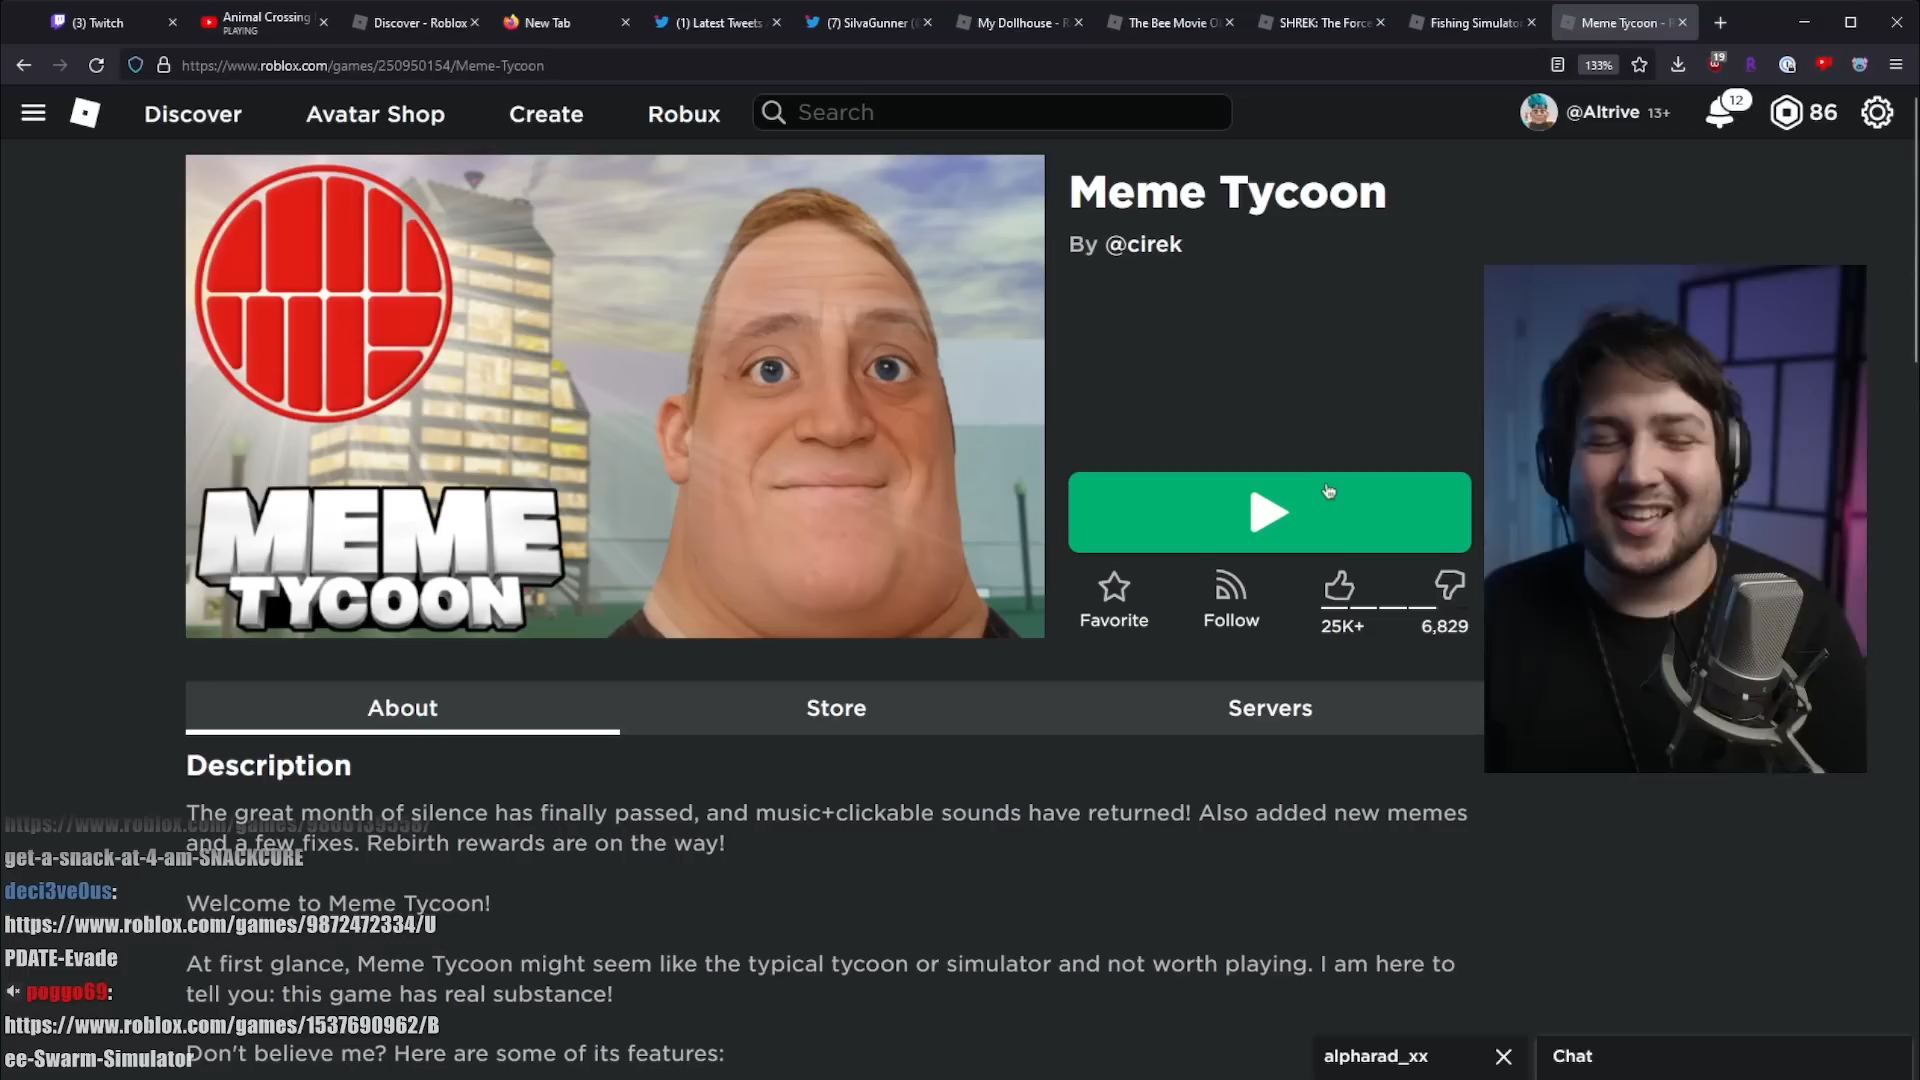 (3) Twitch
Animal Crossing
PLAYING
Discover - Roblox
New Tab
(1) Latest Tweets
(7) SilvaGunner (
My Dollhouse - R
The Bee Movie O
SHREK: The Force
Fishing Simulator
Meme Tycoon - R
https://www.roblox.com/games/250950154/Meme-Tycoon
133%
19
Discover
Avatar Shop
Create
Robux
Search
@Altrive 13+
12
86
MEME
TYCOON
Meme Tycoon
By @cirek
Favorite
Follow
25K+
6,829
About
Store
Servers
Description
The great month of silence has finally passed, and music+clickable sounds have returned! Also added new memes
and a few fixes. Rebirth rewards are on the way!
Welcome to Meme Tycoon!
At first glance, Meme Tycoon might seem like the typical tycoon or simulator and not worth playing. I am here to
tell you: this game has real substance!
Don't believe me? Here are some of its features:
get-a-snack-at-4-am-SNACKCORE
deci3ve0us:
https://www.roblox.com/games/9872472334/U
PDATE-Evade
poggo69:
https://www.roblox.com/games/1537690962/B
ee-Swarm-Simulator
alpharad_xx
Chat